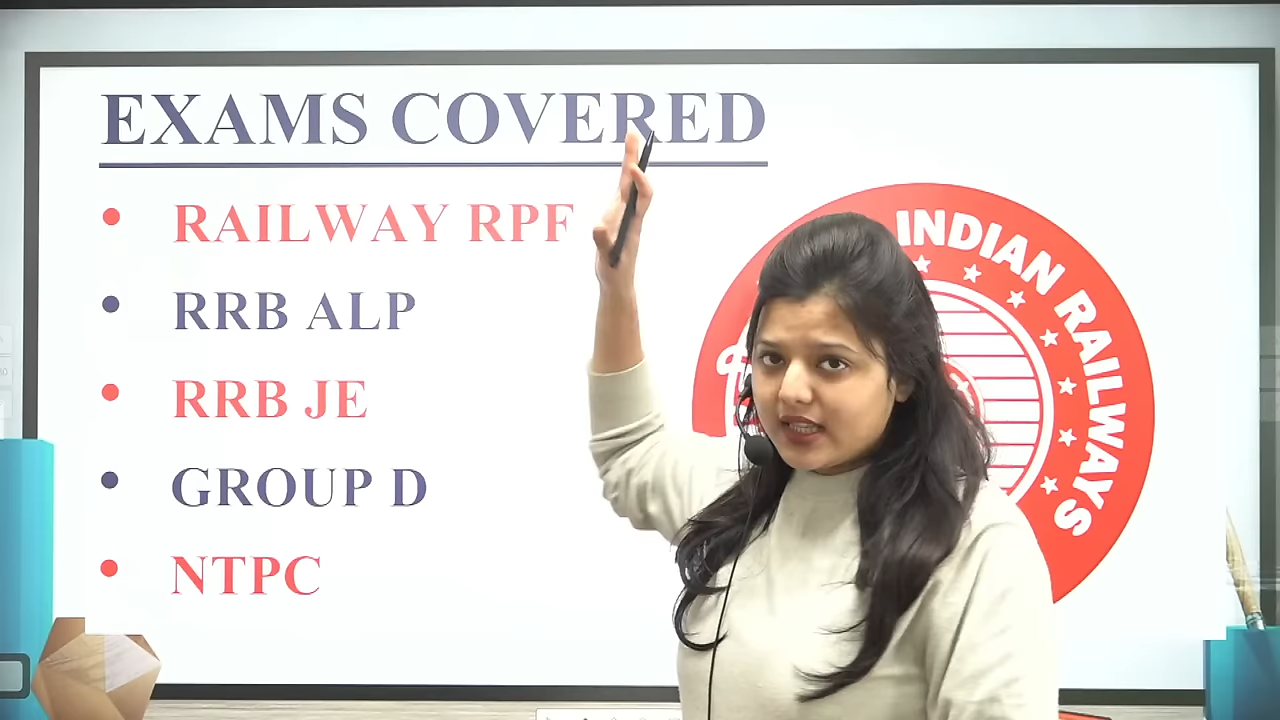 EXAMS COVERED
• RAILWAY RPF
• RRB ALP
• RRB JE
• GROUP D
• NTPC
INDIAN RAILWAYS